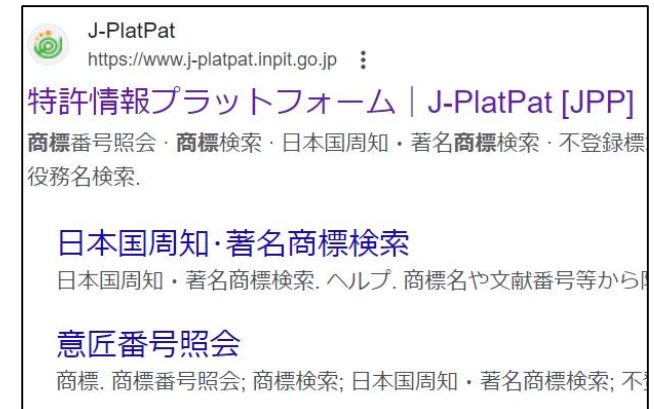 J-PlatPat
https://www.j-platpat.inpit.go.jp
特許情報プラットフォーム｜J-PlatPat [JPP]
商標番号照会 · 商標検索 · 日本国周知・著名商標検索 · 不登録標
役務名検索.
日本国周知·著名商標検索
日本国周知・著名商標検索. ヘルプ. 商標名や文献番号等から
意匠番号照会
商標. 商標番号照会; 商標検索; 日本国周知・著名商標検索; 不